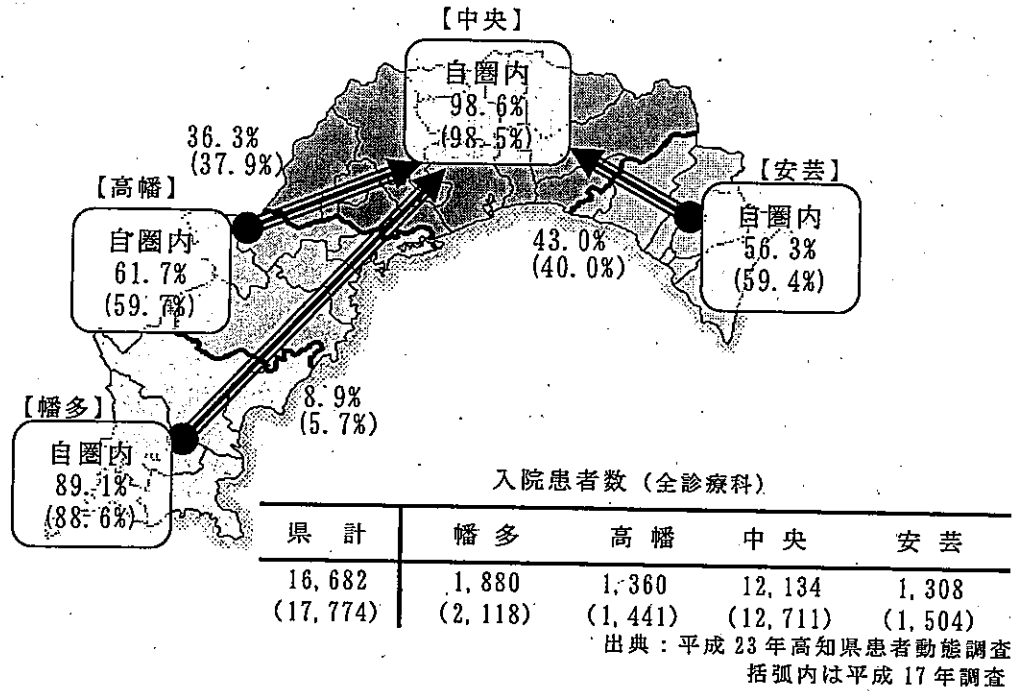 【中央】
自圏内
98.6%
(98.5%)
36.3%
(37.9%)
【高幡】
自圏内
61.7%
(59.7%)
【安芸】
自圏内
56.3%
(59.4%)
43.0%
(40.0%)
8.9%
(5.7%)
【幡多】
自圏内
89.1%
(88.6%)
入院患者数（全診療科）
県 計 幡 多 高 幡 中 央 安 芸
16,682 1,880 1,360 12,134 1,308
(17,774) (2,118) (1,441) (12,711) (1,504)
出典：平成 23 年高知県患者動態調査
括弧内は平成 17 年調査